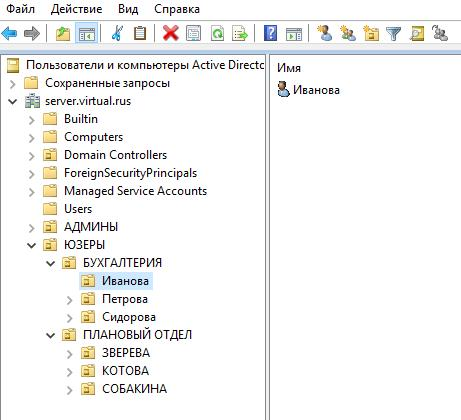 Файл Действие Вид Справка
Пользователи и компьютеры Active Directo
Имя
Сохраненные запросы
Иванова
server.virtual.rus
Builtin
Computers
Domain Controllers
ForeignSecurityPrincipals
Managed Service Accounts
Users
АДМИНЫ
ЮЗЕРЫ
БУХГАЛТЕРИЯ
Иванова
Петрова
Сидорова
ПЛАНОВЫЙ ОТДЕЛ
ЗВЕРЕВА
КОТОВА
СОБАКИНА